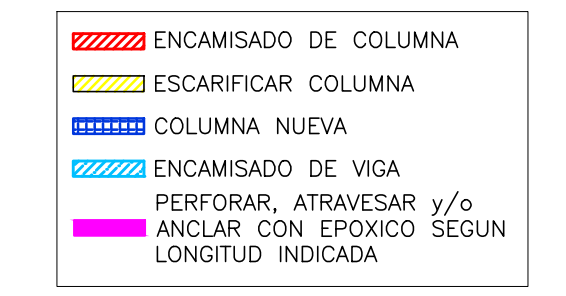 ENCAMISADO DE COLUMNA
ESCARIFICAR COLUMNA
COLUMNA NUEVA
ENCAMISADO DE VIGA
PERFORAR, ATRAVESAR y/o
ANCLAR CON EPOXICO SEGUN
LONGITUD INDICADA